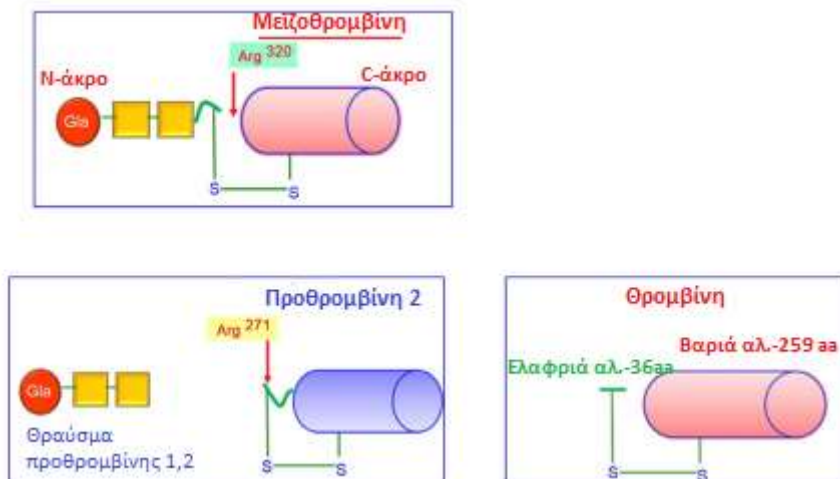 Μεϊζοθρομβίνη
Arg 320
Ν-άκρο
C-άκρο
Gla
S
S
Προθρομβίνη 2
Arg 271
Gla
Θραύσμα
προθρομβίνης 1,2
S
S
Θρομβίνη
Βαριά αλ.-259 aa
Ελαφριά αλ.-36aa
S
S